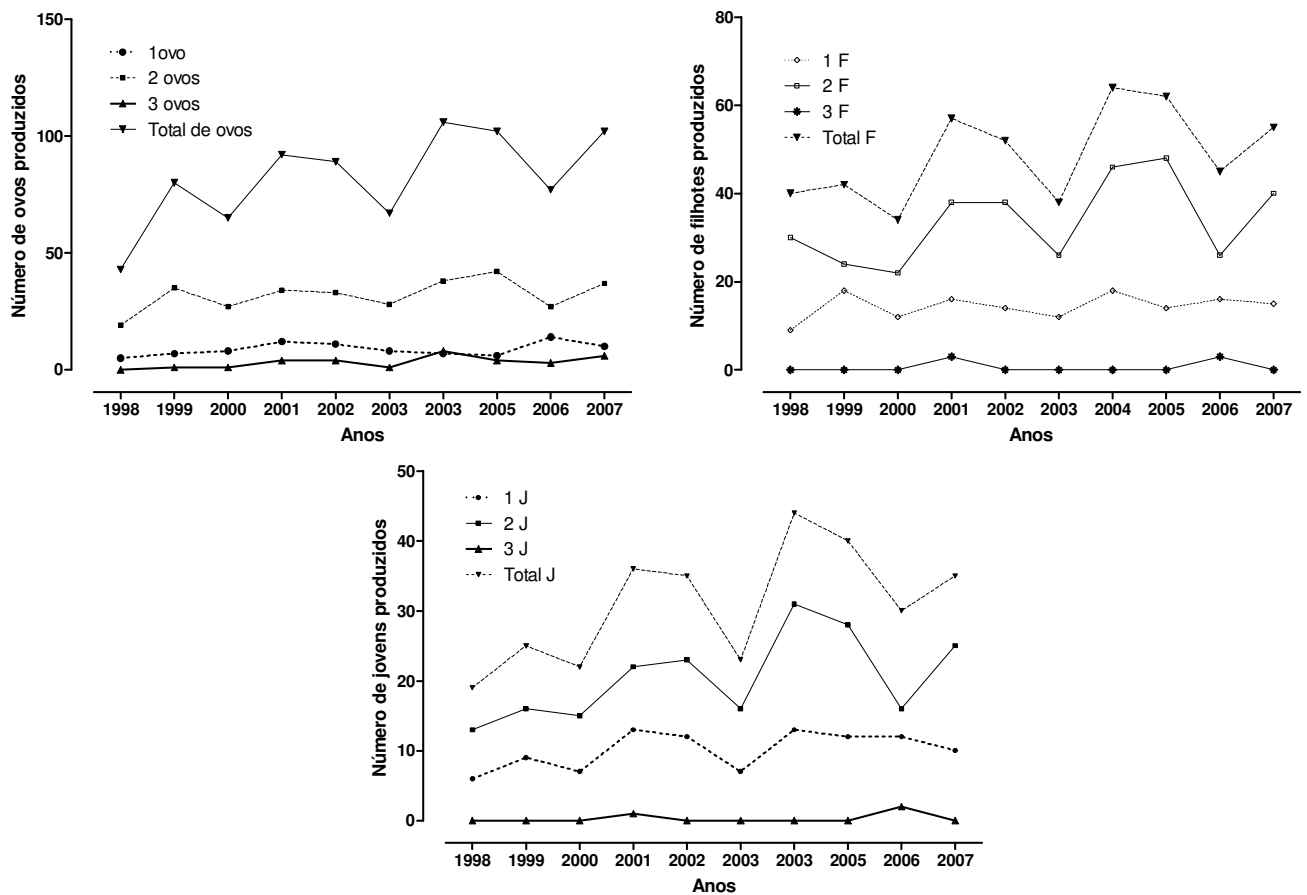 Número de ovos produzidos
150
100
50
0
1ovo
2 ovos
3 ovos
Total de ovos
1998 1999 2000 2001 2002 2003 2003 2005 2006 2007
Anos
Número de filhotes produzidos
80
60
40
20
0
1 F
2 F
3 F
Total F
1998 1999 2000 2001 2002 2003 2004 2005 2006 2007
Anos
Número de jovens produzidos
50
40
30
20
10
0
1 J
2 J
3 J
Total J
1998 1999 2000 2001 2002 2003 2003 2005 2006 2007
Anos